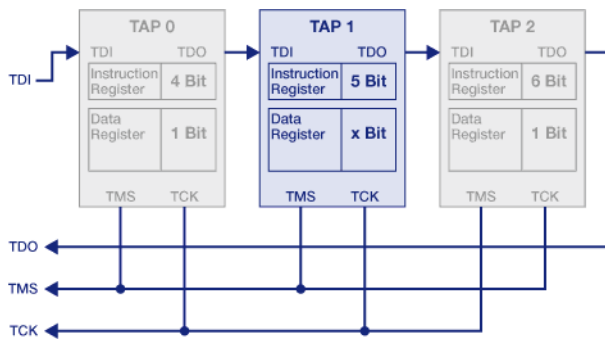 TAP 0
TAP 1
TAP 2
TDI TDO
TDI TDO
TDI TDO
TDI
Instruction
Register
4 Bit
Instruction
Register
5 Bit
Instruction
Register
6 Bit
Data
Register
1 Bit
Data
Register
x Bit
Data
Register
1 Bit
TMS TCK
TMS TCK
TMS TCK
TDO
TMS
TCK